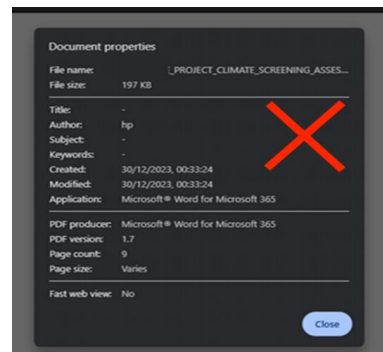 Document properties
File name: E_PROJECT_CLIMATE_SCREENING_ASSES...
File size: 197 KB
Title: -
Author: hp
Subject: -
Keywords: -
Created: 30/12/2023, 00:33:24
Modified: 30/12/2023, 00:33:24
Application: Microsoft® Word for Microsoft 365
PDF producer: Microsoft® Word for Microsoft 365
PDF version: 1.7
Page count: 9
Page size: Varies
Fast web view: No
Close